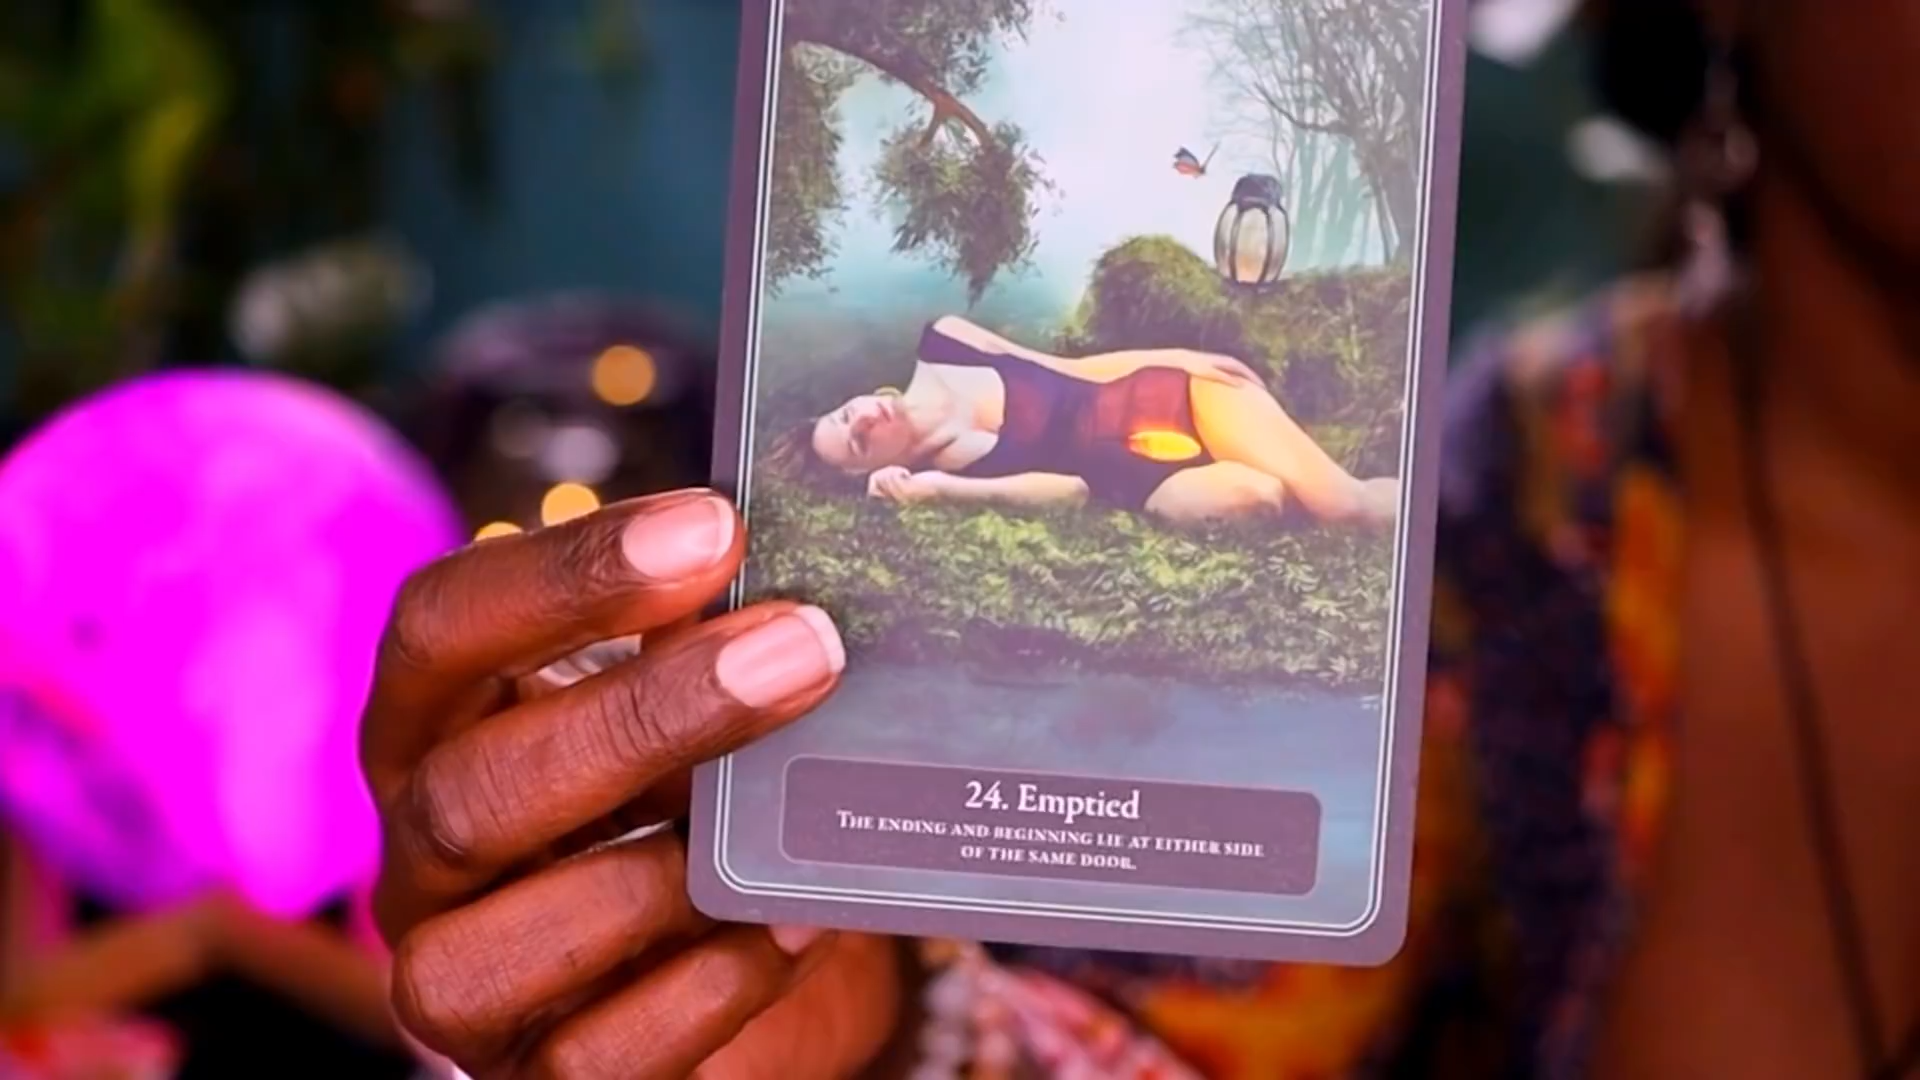 24. Emptied
THE ENDING AND BEGINNING LIE AT EITHER SIDE
OF THE SAME DOOR.